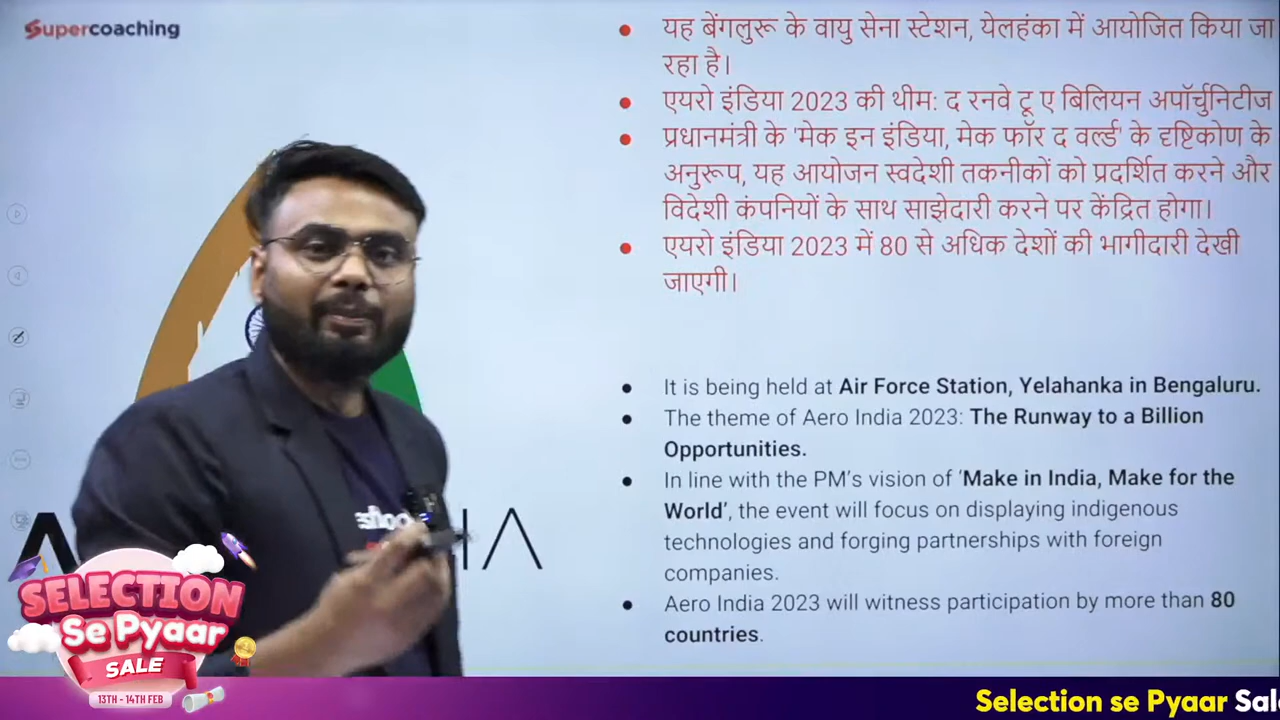 Supercoaching
यह बेंगलुरू के वायु सेना स्टेशन, येलहंका में आयोजित किया जा
रहा है।
एयरो इंडिया 2023 की थीम: द रनवे टू ए बिलियन अपॉर्चुनिटीज
प्रधानमंत्री के 'मेक इन इंडिया, मेक फॉर द वर्ल्ड' के दृष्टिकोण के
अनुरूप, यह आयोजन स्वदेशी तकनीकों को प्रदर्शित करने और
विदेशी कंपनियों के साथ साझेदारी करने पर केंद्रित होगा।
एयरो इंडिया 2023 में 80 से अधिक देशों की भागीदारी देखी
जाएगी।
It is being held at Air Force Station, Yelahanka in Bengaluru.
The theme of Aero India 2023: The Runway to a Billion
Opportunities.
In line with the PM's vision of 'Make in India, Make for the
World', the event will focus on displaying indigenous
technologies and forging partnerships with foreign
companies.
Aero India 2023 will witness participation by more than 80
countries.
SELECTION
Se Pyaar
SALE
13TH - 14TH FEB
Selection se Pyaar